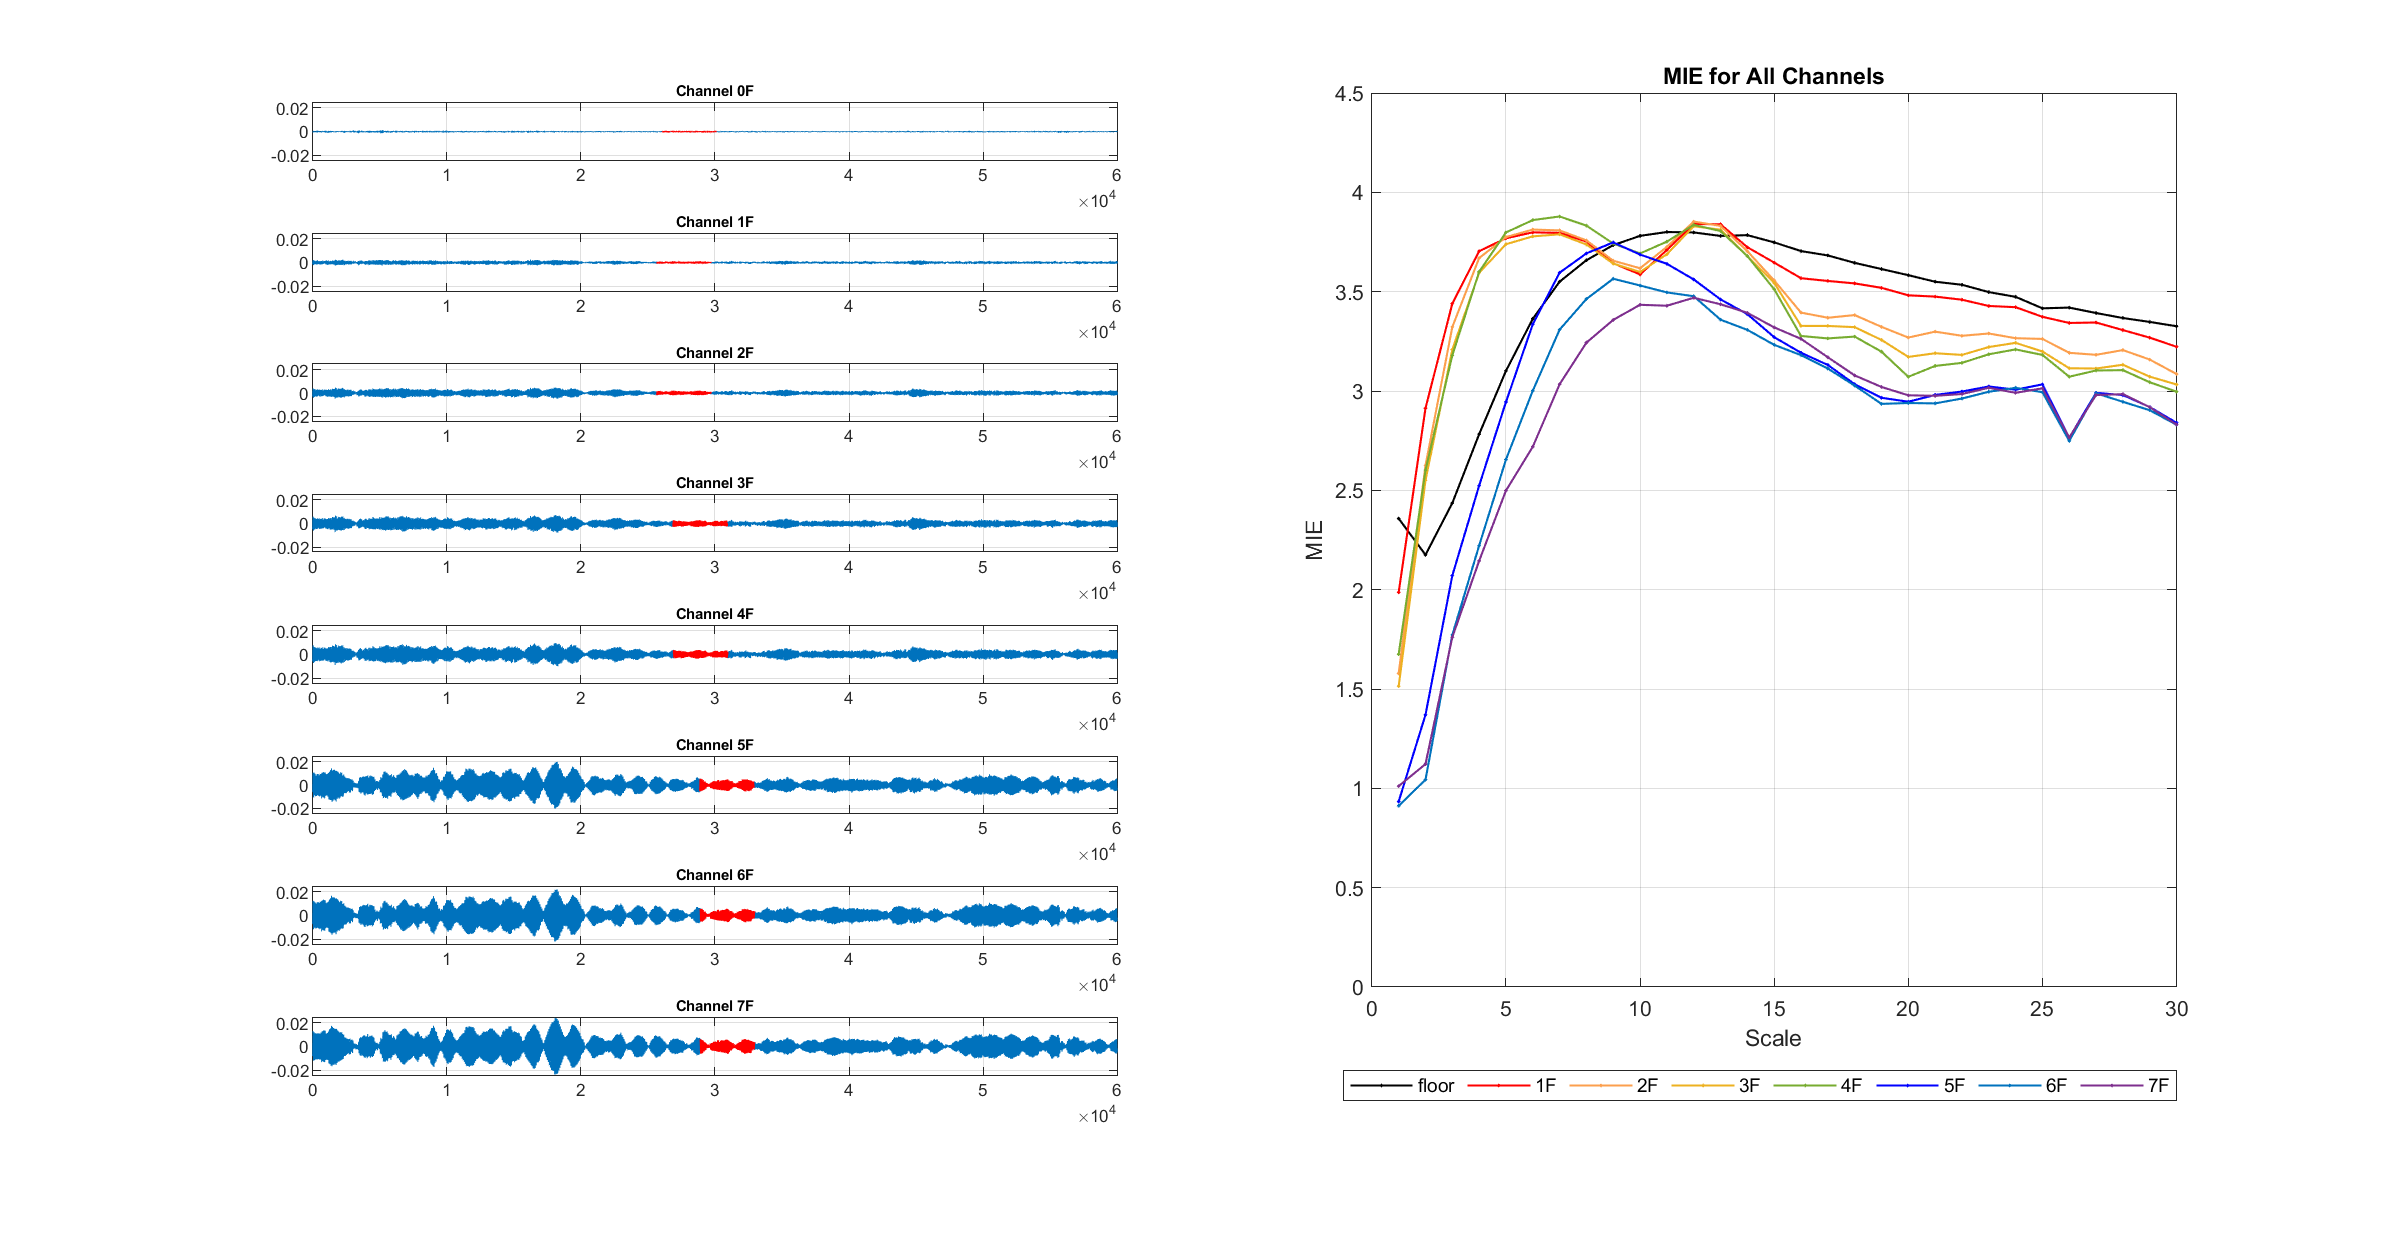 Channel 0F
0.02
0
-0.02
0 1 2 3 4 5 6
×10^4
Channel 1F
0.02
0
-0.02
0 1 2 3 4 5 6
×10^4
Channel 2F
0.02
0
-0.02
0 1 2 3 4 5 6
×10^4
Channel 3F
0.02
0
-0.02
0 1 2 3 4 5 6
×10^4
Channel 4F
0.02
0
-0.02
0 1 2 3 4 5 6
×10^4
Channel 5F
0.02
0
-0.02
0 1 2 3 4 5 6
×10^4
Channel 6F
0.02
0
-0.02
0 1 2 3 4 5 6
×10^4
Channel 7F
0.02
0
-0.02
0 1 2 3 4 5 6
×10^4
MIE for All Channels
4.5
4
3.5
3
2.5
2
1.5
1
0.5
0
MIE
0 5 10 15 20 25 30
Scale
floor 1F 2F 3F 4F 5F 6F 7F